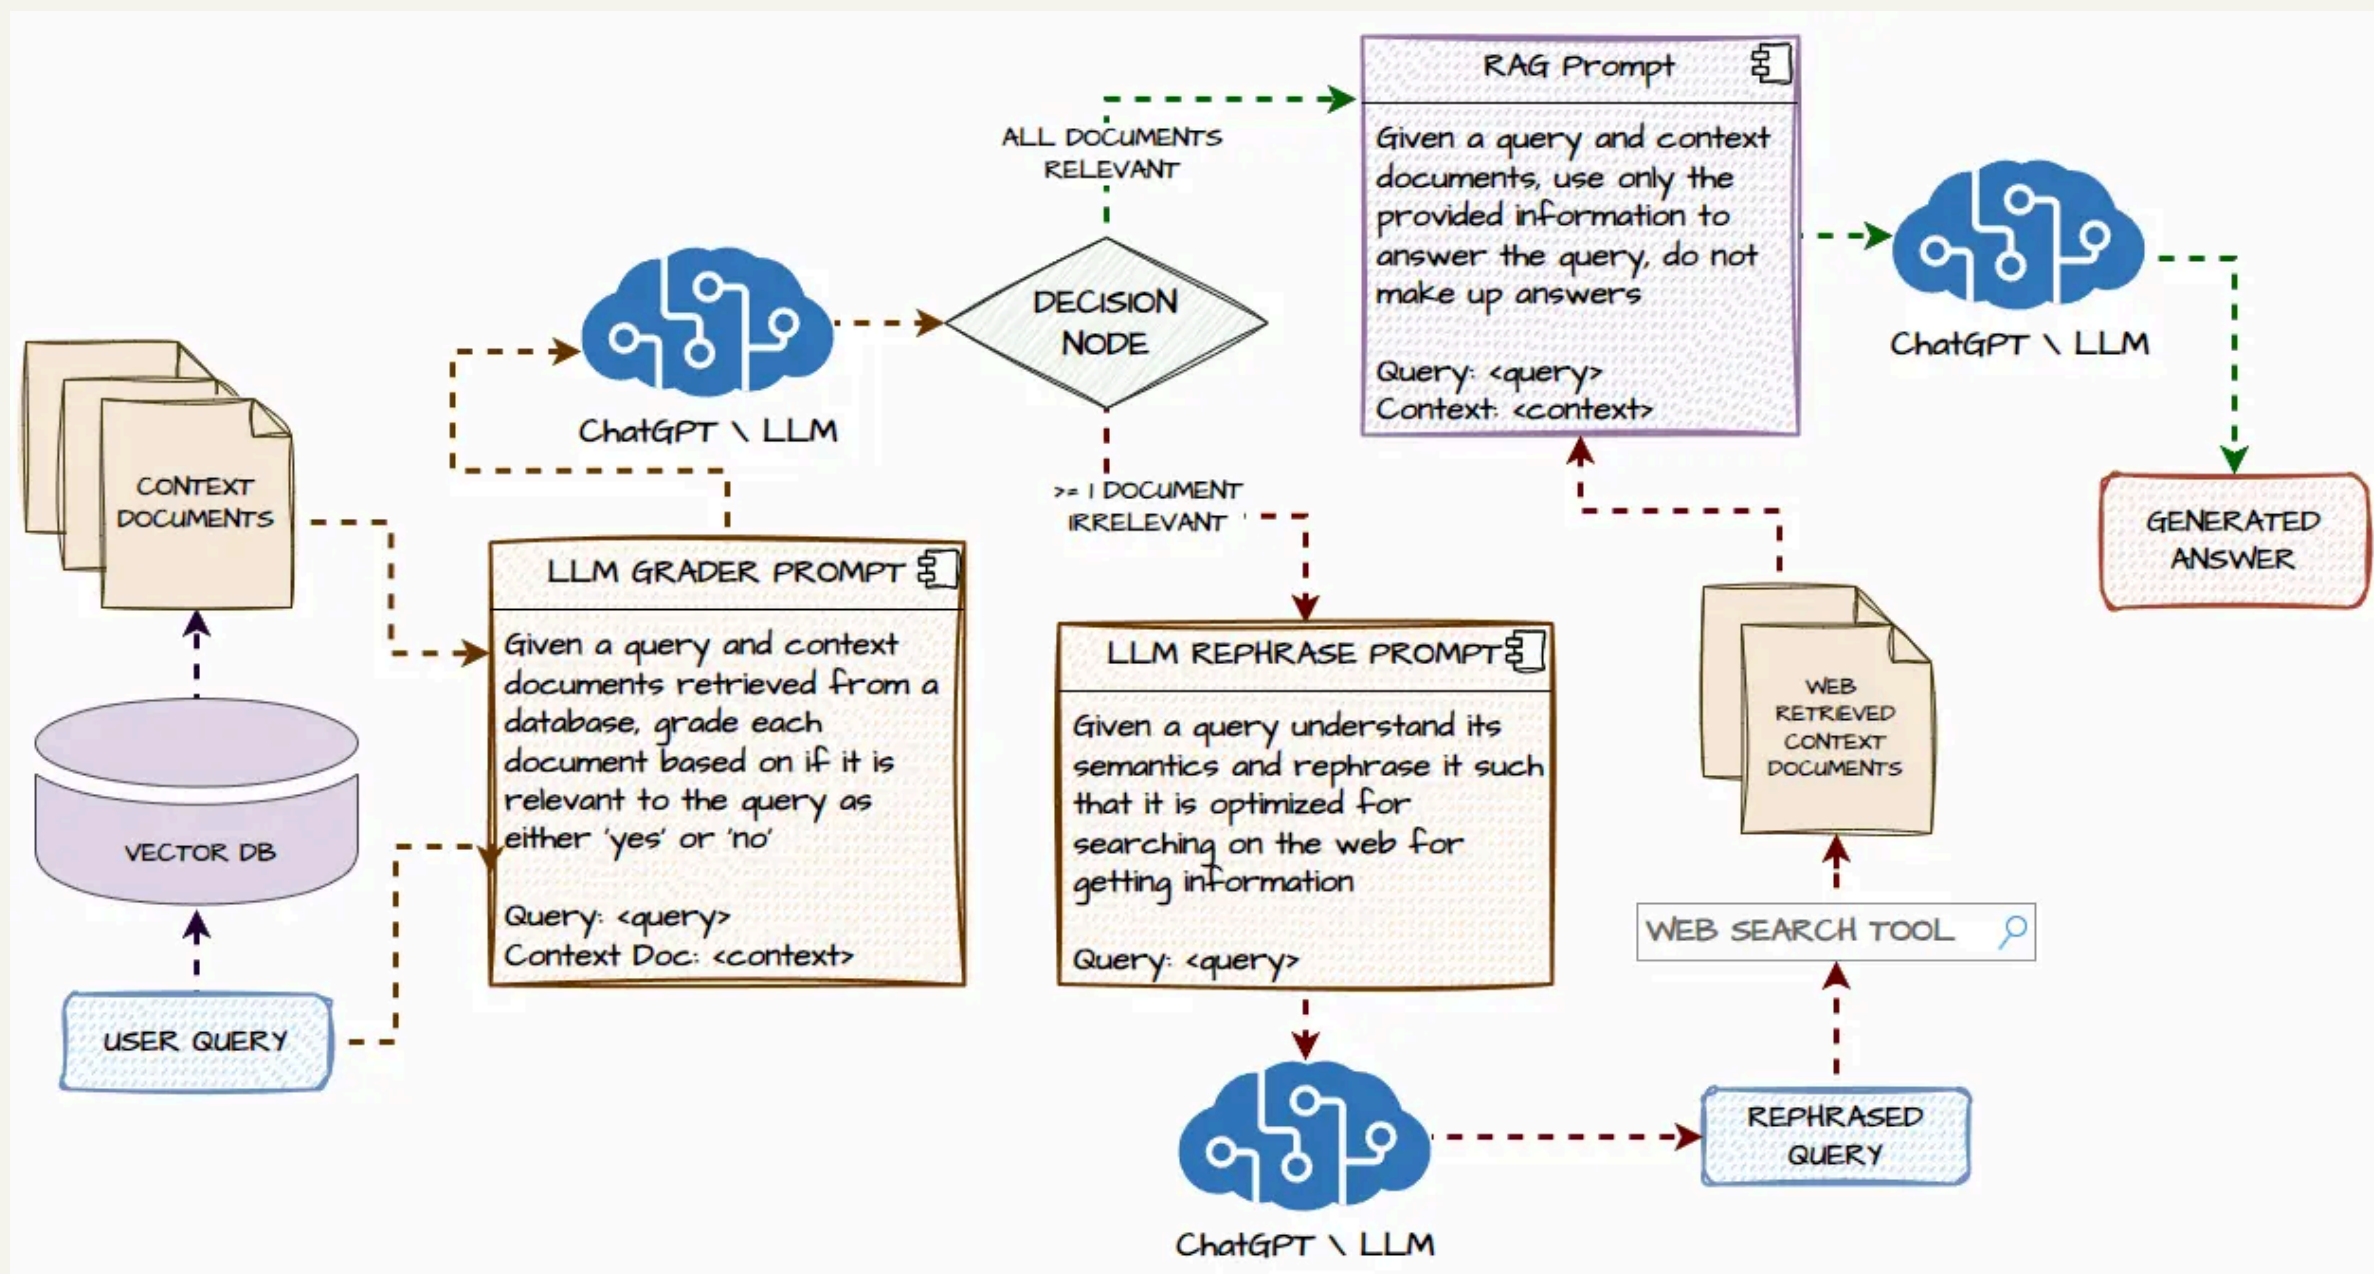 CONTEXT
DOCUMENTS
VECTOR DB
USER QUERY
LLM GRADER PROMPT
Given a query and context
documents retrieved from a
database, grade each
document based on if it is
relevant to the query as
either 'yes' or 'no'
Query: <query>
Context Doc: <context>
ChatGPT \ LLM
DECISION
NODE
ALL DOCUMENTS
RELEVANT
>= 1 DOCUMENT
IRRELEVANT
LLM REPHRASE PROMPT
Given a query understand its
semantics and rephrase it such
that it is optimized for
searching on the web for
getting information
Query: <query>
ChatGPT \ LLM
REPHRASED
QUERY
WEB SEARCH TOOL
WEB
RETRIEVED
CONTEXT
DOCUMENTS
RAG Prompt
Given a query and context
documents, use only the
provided information to
answer the query, do not
make up answers
Query: <query>
Context: <context>
ChatGPT \ LLM
GENERATED
ANSWER